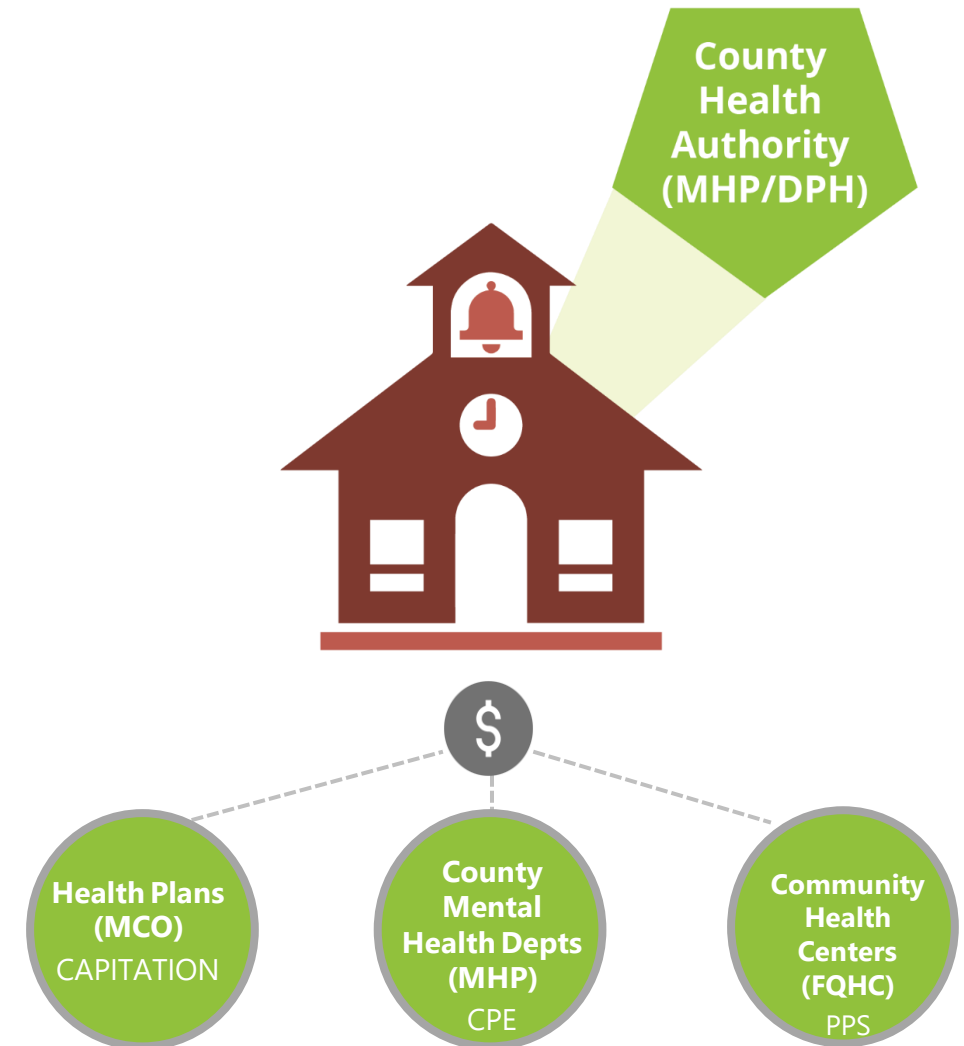 County
Health
Authority
(MHP/DPH)
$
Health Plans
(MCO)
CAPITATION
County
Mental
Health Depts
(MHP)
CPE
Community
Health
Centers
(FQHC)
PPS